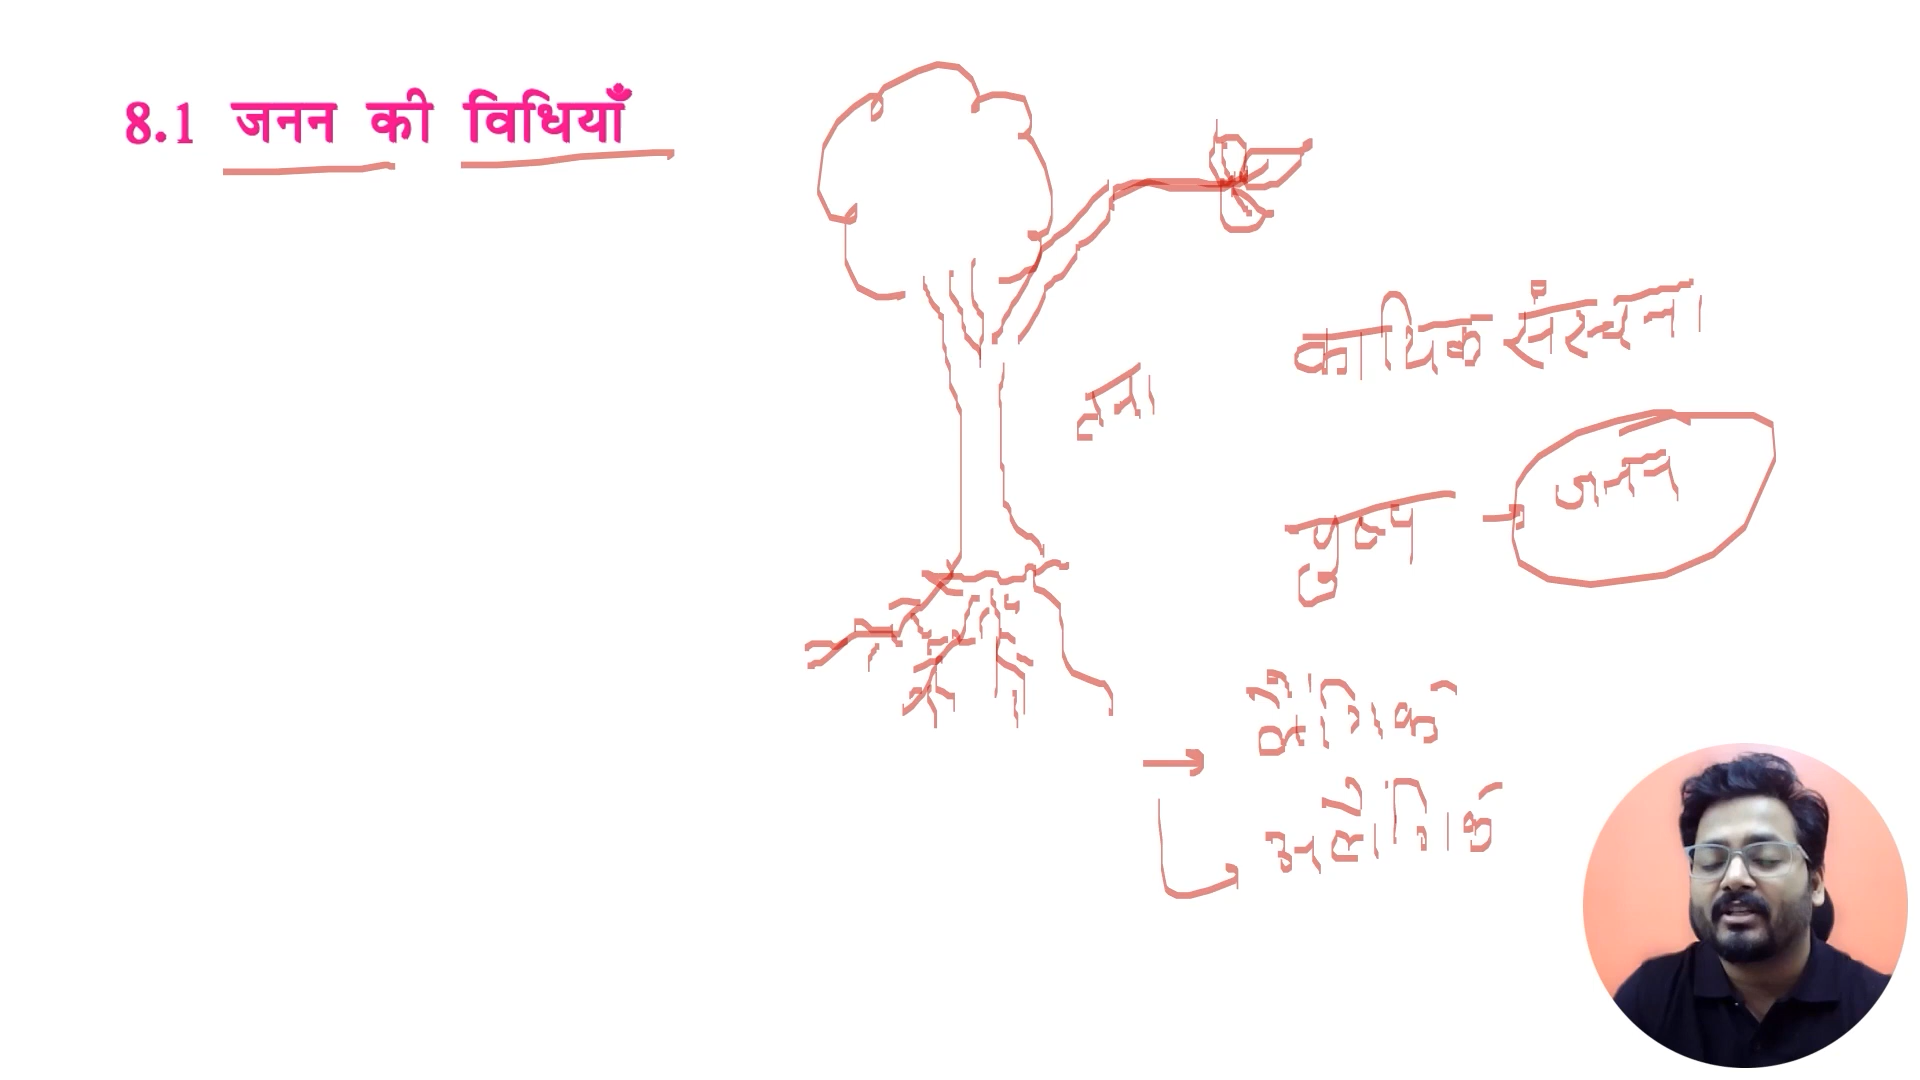 8.1 जनन की विधियाँ
कायिक संरचना
तना
जनन
पुष्प
लैंगिक
अलैंगिक